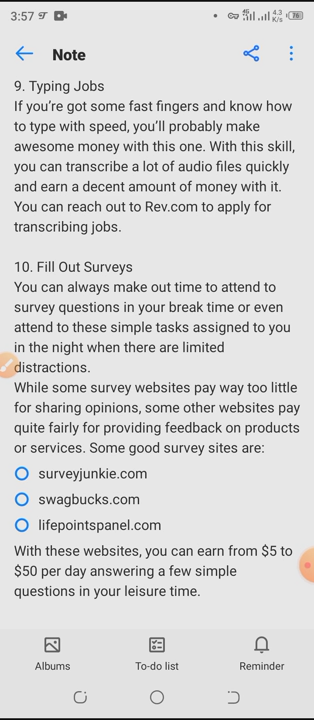 3:57
4G
4.3
K/s
78
Note
9. Typing Jobs
If you're got some fast fingers and know how
to type with speed, you'll probably make
awesome money with this one. With this skill,
you can transcribe a lot of audio files quickly
and earn a decent amount of money with it.
You can reach out to Rev.com to apply for
transcribing jobs.
10. Fill Out Surveys
You can always make out time to attend to
survey questions in your break time or even
attend to these simple tasks assigned to you
in the night when there are limited
distractions.
While some survey websites pay way too little
for sharing opinions, some other websites pay
quite fairly for providing feedback on products
or services. Some good survey sites are:
surveyjunkie.com
swagbucks.com
lifepointspanel.com
With these websites, you can earn from $5 to
$50 per day answering a few simple
questions in your leisure time.
Albums
To-do list
Reminder